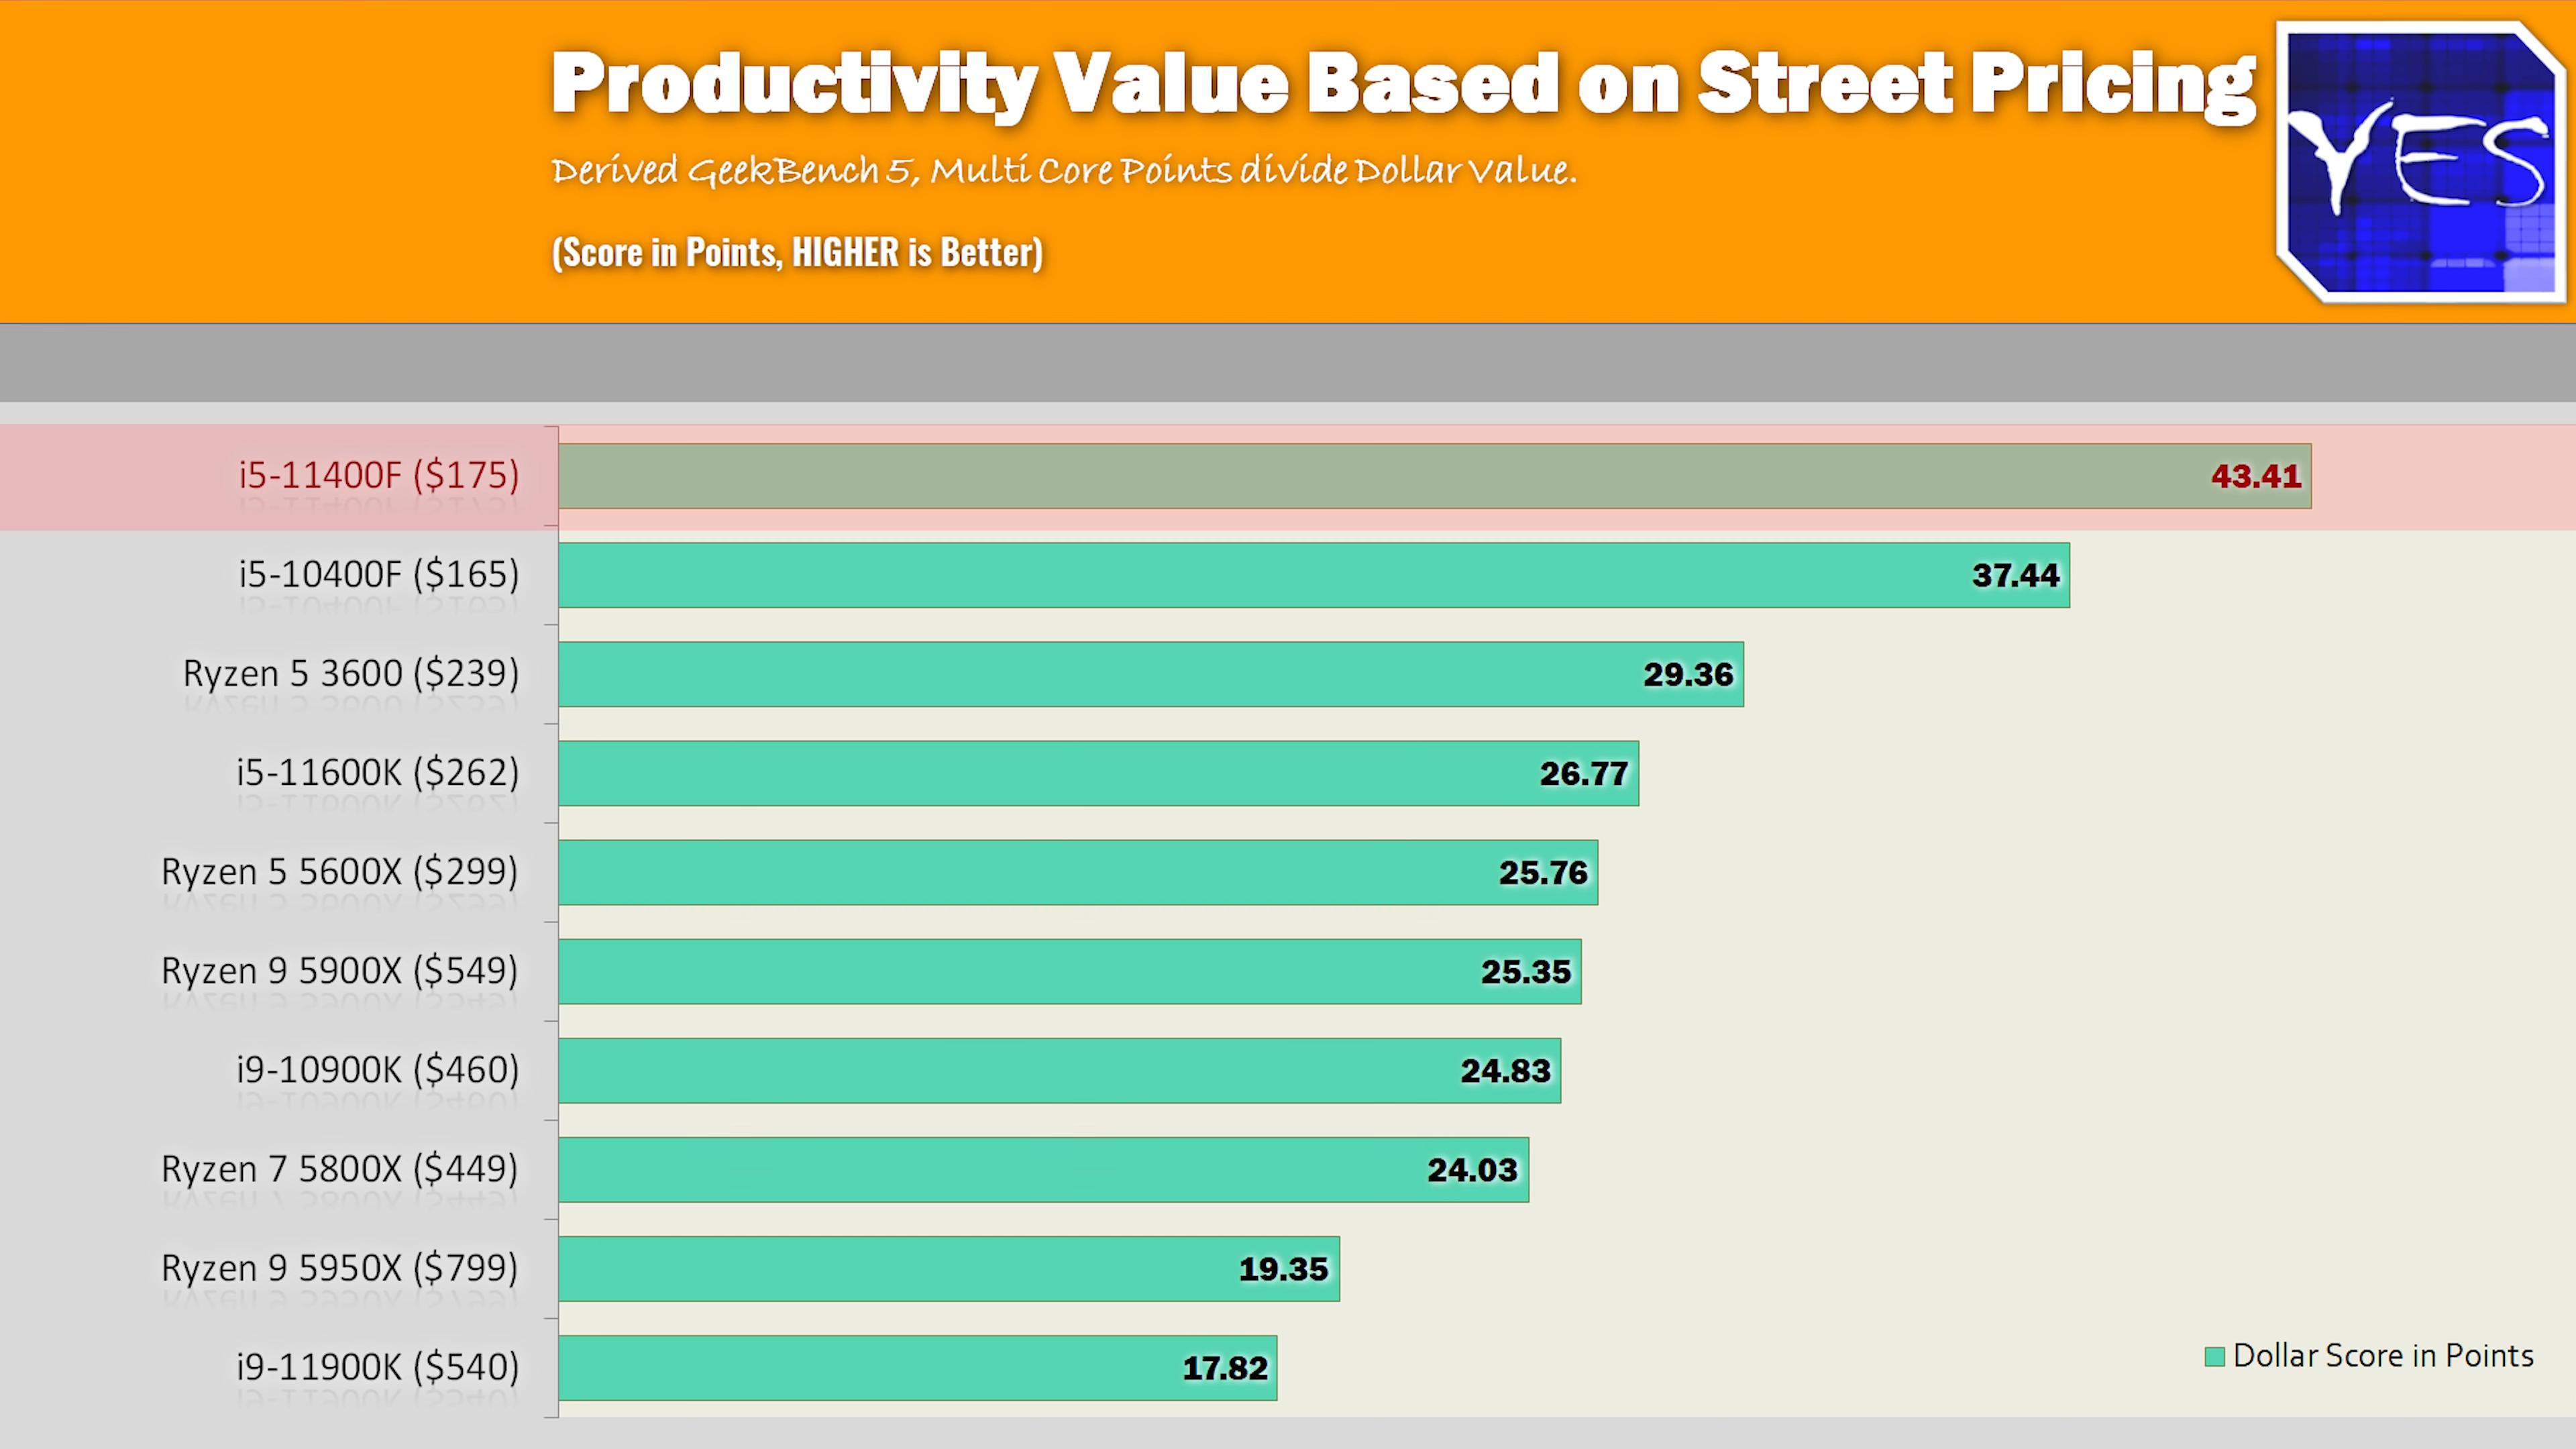 Productivity Value Based on Street Pricing
YES
Derived GeekBench 5, Multi Core Points divide Dollar Value.
(Score in Points, HIGHER is Better)
i5-11400F ($175) 43.41
i5-10400F ($165) 37.44
Ryzen 5 3600 ($239) 29.36
i5-11600K ($262) 26.77
Ryzen 5 5600X ($299) 25.76
Ryzen 9 5900X ($549) 25.35
i9-10900K ($460) 24.83
Ryzen 7 5800X ($449) 24.03
Ryzen 9 5950X ($799) 19.35
i9-11900K ($540) 17.82
Dollar Score in Points